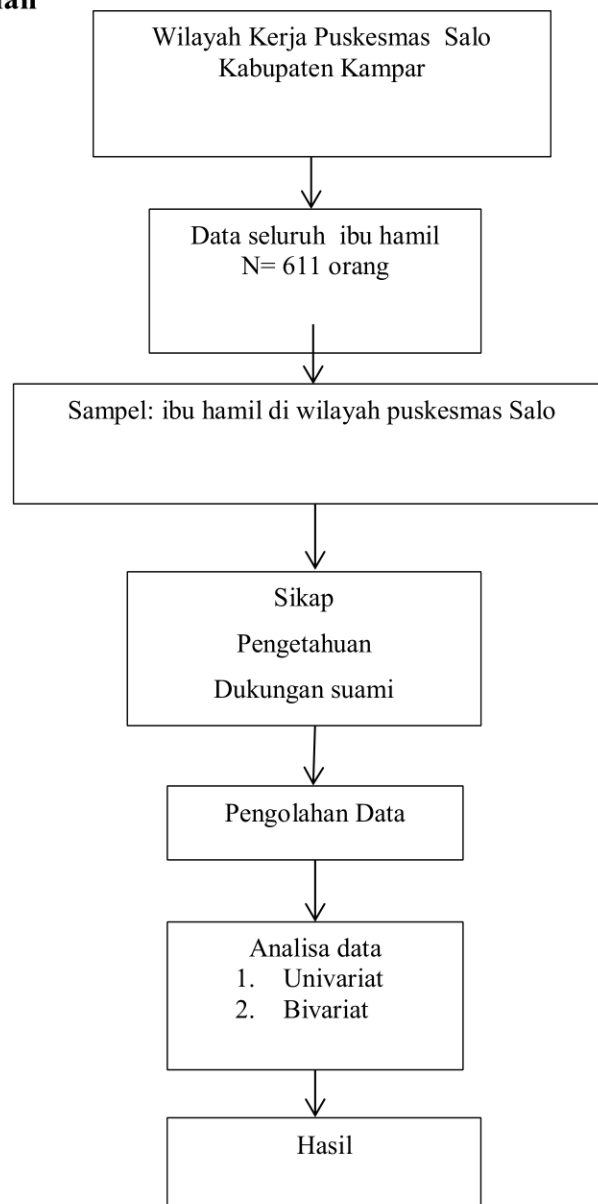 Wilayah Kerja Puskesmas Salo
Kabupaten Kampar
Data seluruh ibu hamil
N= 611 orang
Sampel: ibu hamil di wilayah puskesmas Salo
Sikap
Pengetahuan
Dukungan suami
Pengolahan Data
Analisa data
1. Univariat
2. Bivariat
Hasil